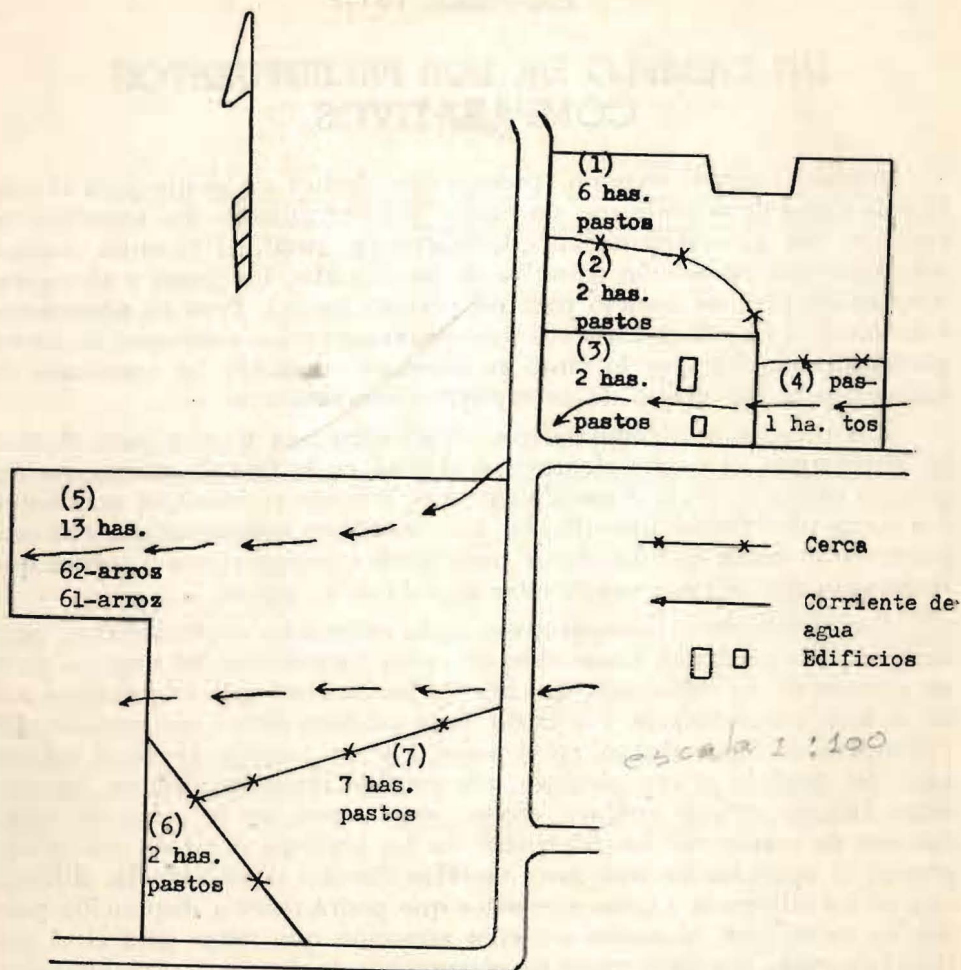 (1)
6 has.
pastos
(2)
2 has.
pastos
(3)
2 has.
pastos
(4) pas-
1 ha. tos
(5)
13 has.
62-arroz
61-arroz
Cerca
Corriente de
agua
Edificios
escala 1:100
(7)
7 has.
pastos
(6)
2 has.
pastos